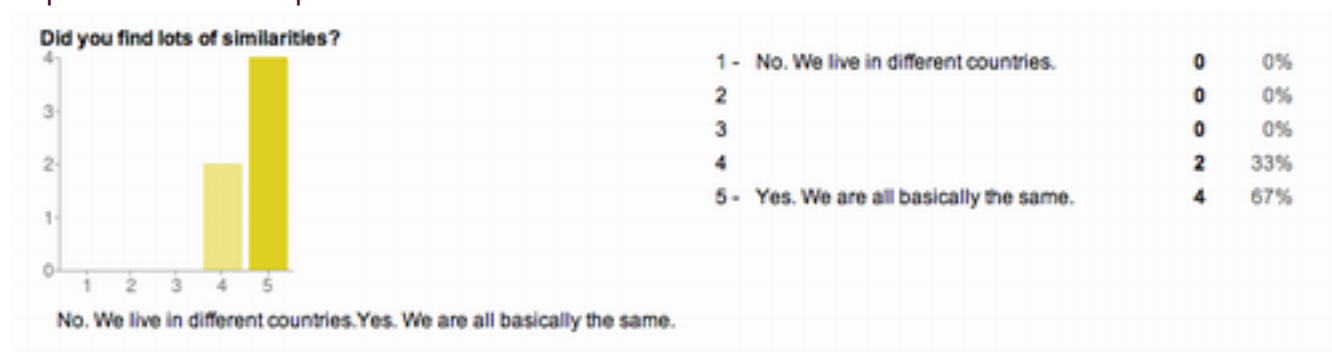 Did you find lots of similarities?
4
3
2
1
0
1 2 3 4 5
No. We live in different countries.Yes. We are all basically the same.
1 - No. We live in different countries. 0 0%
2 0 0%
3 0 0%
4 2 33%
5 - Yes. We are all basically the same. 4 67%